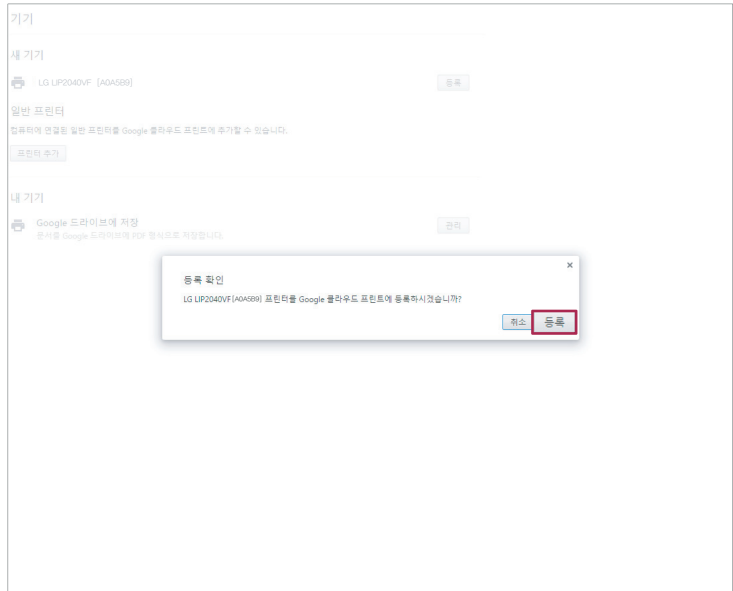 기기
새 기기
LG LIP2040VF [A0A5B9] 등록
일반 프린터
컴퓨터에 연결된 일반 프린터를 Google 클라우드 프린트에 추가할 수 있습니다.
프린터 추가
내 기기
Google 드라이브에 저장 관리
문서를 Google 드라이브에 PDF 형식으로 저장합니다.
×
등록 확인
LG LIP2040VF[A0A5B9] 프린터를 Google 클라우드 프린트에 등록하시겠습니까?
취소 등록